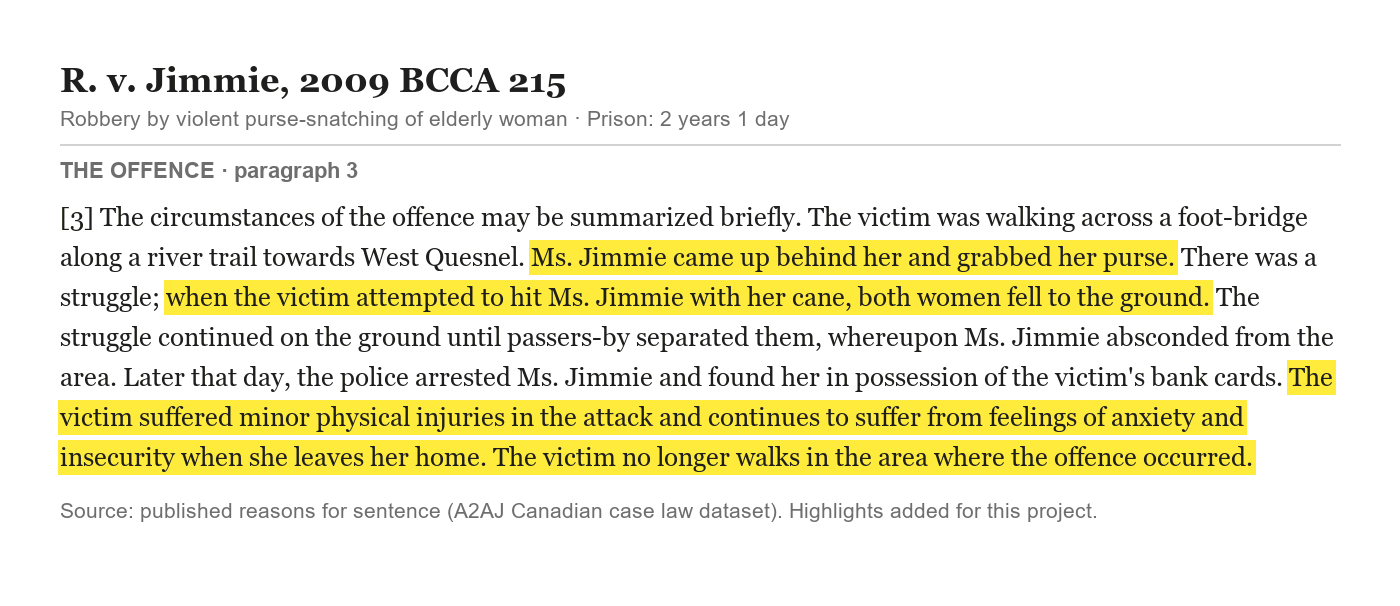 R. v. Jimmie, 2009 BCCA 215
Robbery by violent purse-snatching of elderly woman · Prison: 2 years 1 day
THE OFFENCE · paragraph 3
[3] The circumstances of the offence may be summarized briefly. The victim was walking across a foot-bridge
along a river trail towards West Quesnel. Ms. Jimmie came up behind her and grabbed her purse. There was a
struggle; when the victim attempted to hit Ms. Jimmie with her cane, both women fell to the ground. The
struggle continued on the ground until passers-by separated them, whereupon Ms. Jimmie absconded from the
area. Later that day, the police arrested Ms. Jimmie and found her in possession of the victim's bank cards. The
victim suffered minor physical injuries in the attack and continues to suffer from feelings of anxiety and
insecurity when she leaves her home. The victim no longer walks in the area where the offence occurred.
Source: published reasons for sentence (A2AJ Canadian case law dataset). Highlights added for this project.